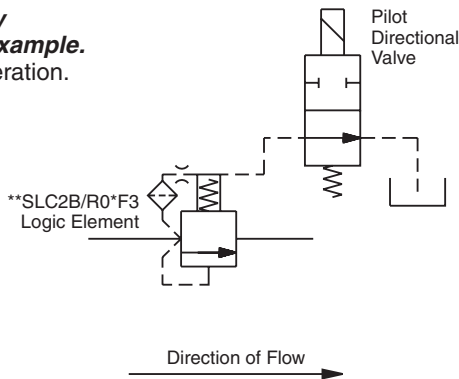 xample.
eration.
Pilot
Directional
Valve
**SLC2B/R0*F3
Logic Element
Direction of Flow